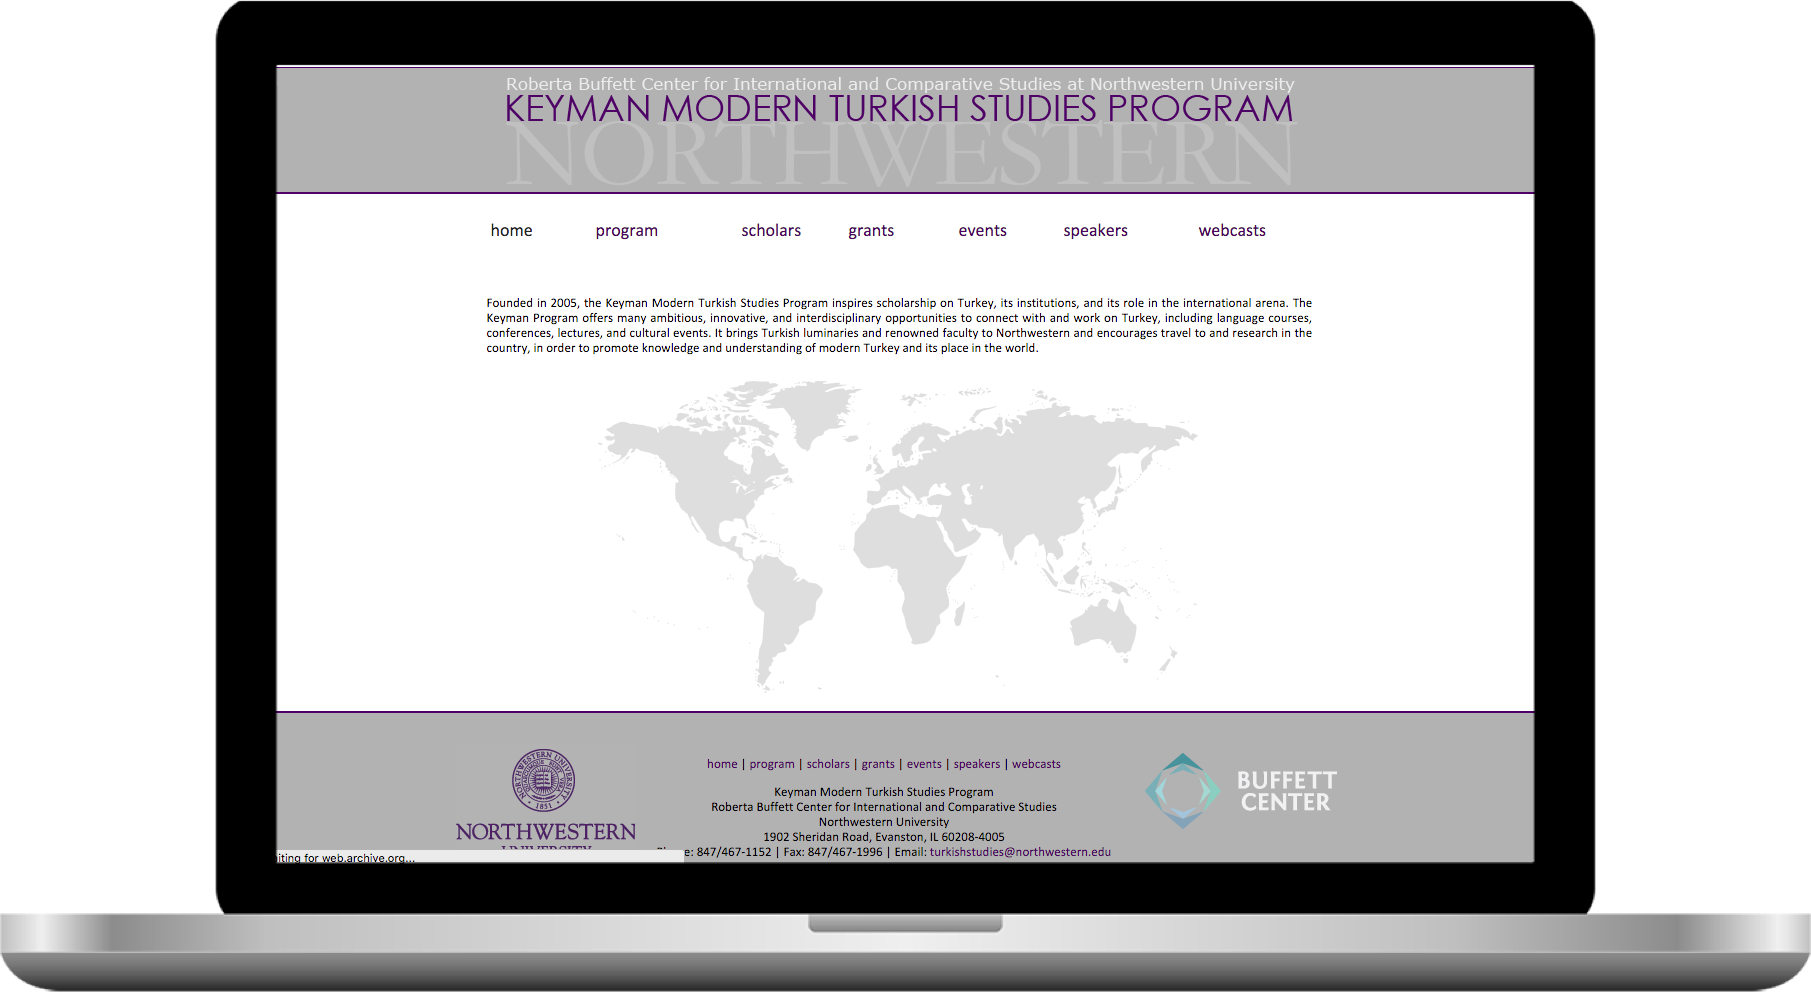 Roberta Buffett Center for International and Comparative Studies at Northwestern University
KEYMAN MODERN TURKISH STUDIES PROGRAM
NORTHWESTERN
home program scholars grants events speakers webcasts
Founded in 2005, the Keyman Modern Turkish Studies Program inspires scholarship on Turkey, its institutions, and its role in the international arena. The
Keyman Program offers many ambitious, innovative, and interdisciplinary opportunities to connect with and work on Turkey, including language courses,
conferences, lectures, and cultural events. It brings Turkish luminaries and renowned faculty to Northwestern and encourages travel to and research in the
country, in order to promote knowledge and understanding of modern Turkey and its place in the world.
home | program | scholars | grants | events | speakers | webcasts
Keyman Modern Turkish Studies Program
Roberta Buffett Center for International and Comparative Studies
Northwestern University
1902 Sheridan Road, Evanston, IL 60208-4005
e: 847/467-1152 | Fax: 847/467-1996 | Email: turkishstudies@northwestern.edu
NORTHWESTERN UNIVERSITY
1851
NORTHWESTERN
UNIVERSITY
BUFFETT
CENTER
iting for web.archive.org...